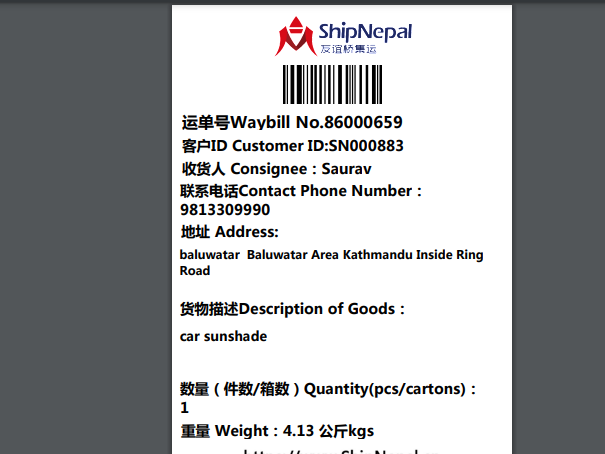 ShipNepal
友谊桥集运
运单号Waybill No.86000659
客户ID Customer ID:SN000883
收货人 Consignee：Saurav
联系电话Contact Phone Number：
9813309990
地址 Address:
baluwatar  Baluwatar Area Kathmandu Inside Ring
Road
货物描述Description of Goods：
car sunshade
数量（件数/箱数）Quantity(pcs/cartons)：
1
重量 Weight：4.13 公斤kgs